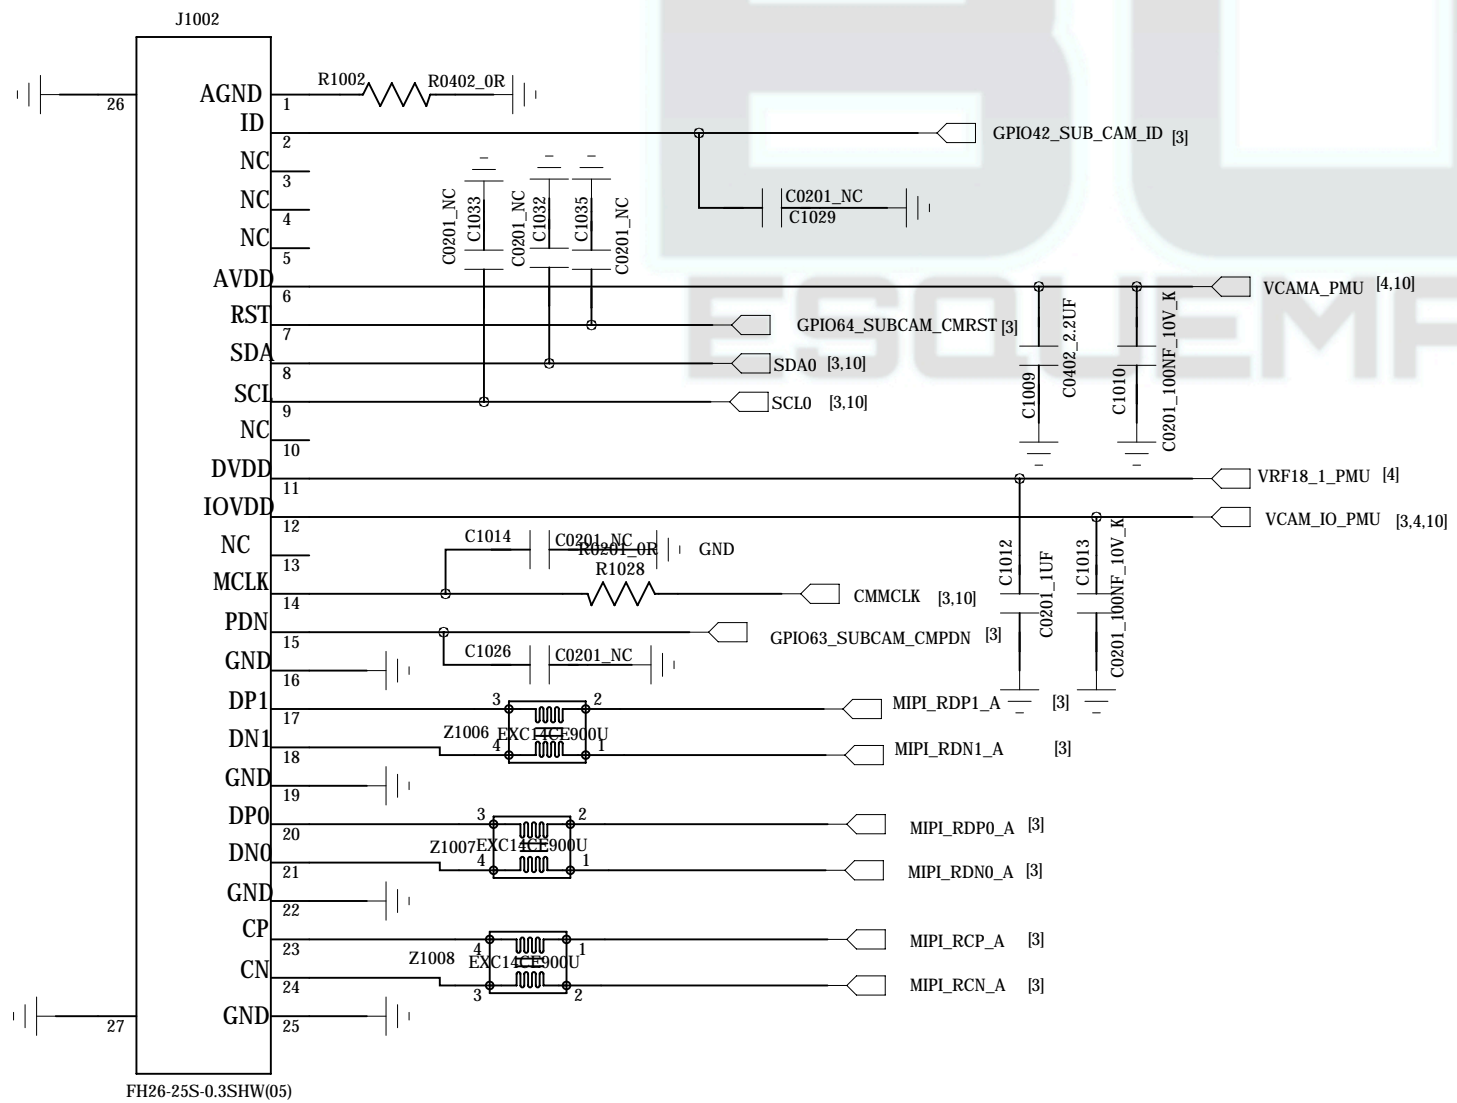 J1002
26
AGND
1
R1002
R0402_0R
ID
2
GPIO42_SUB_CAM_ID [3]
NC
3
NC
4
NC
5
C0201_NC
C1033
C0201_NC
C1032
C1035
C0201_NC
C0201_NC
C1029
AVDD
6
VCAMA_PMU [4,10]
RST
7
GPIO64_SUBCAM_CMRST [3]
SDA
8
SDA0 [3,10]
SCL
9
SCL0 [3,10]
C1009
C0402_2.2UF
C1010
C0201_100NF_10V_K
NC
10
DVDD
11
VRF18_1_PMU [4]
IOVDD
12
VCAM_IO_PMU [3,4,10]
NC
13
C1014
C0201_NC
GND
R0201_0R
R1028
MCLK
14
CMMCLK [3,10]
C1012
C0201_1UF
C1013
C0201_100NF_10V_K
PDN
15
GPIO63_SUBCAM_CMPDN [3]
C1026
C0201_NC
GND
16
DP1
17
3
2
MIPI_RDP1_A [3]
Z1006
EXC14CE900U
DN1
18
4
1
MIPI_RDN1_A [3]
GND
19
DP0
20
3
2
MIPI_RDP0_A [3]
Z1007
EXC14CE900U
DN0
21
4
1
MIPI_RDN0_A [3]
GND
22
CP
23
4
1
MIPI_RCP_A [3]
Z1008
EXC14CE900U
CN
24
3
2
MIPI_RCN_A [3]
27
GND
25
FH26-25S-0.3SHW(05)